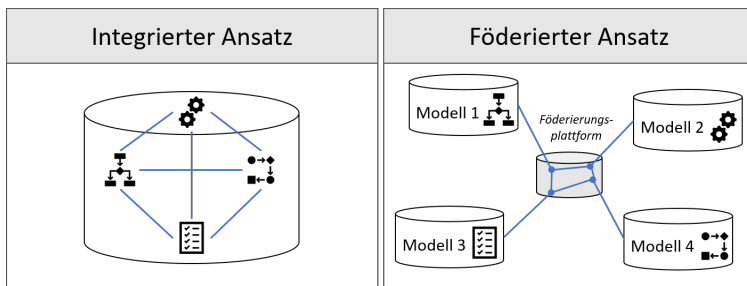 Integrierter Ansatz
Föderierter Ansatz
Modell 1
Föderierungs-
plattform
Modell 2
Modell 3
Modell 4